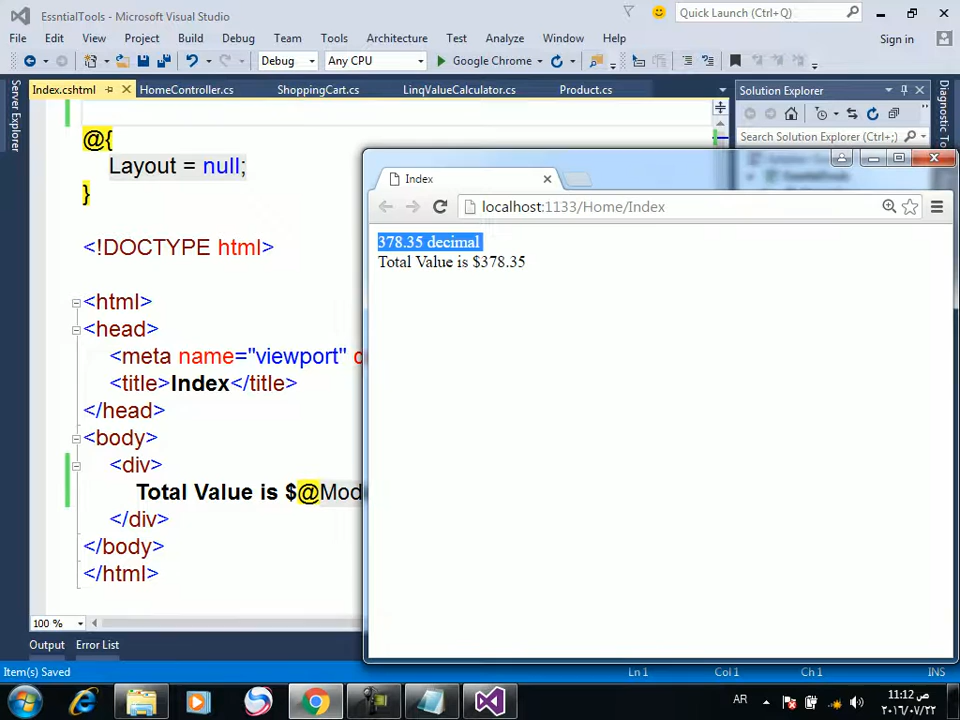 EssntialTools - Microsoft Visual Studio
Quick Launch (Ctrl+Q)
File Edit View Project Build Debug Team Tools Architecture Test Analyze Window Help
Sign in
Debug Any CPU Google Chrome
Index.cshtml HomeController.cs ShoppingCart.cs LinqValueCalculator.cs Product.cs
Solution Explorer
Search Solution Explorer (Ctrl+;)
Server Explorer
Diagnostic Tools
@{
Layout = null;
}
<!DOCTYPE html>
<html>
<head>
<meta name="viewport"
<title>Index</title>
</head>
<body>
<div>
Total Value is $@Mod
</div>
</body>
</html>
Index
localhost:1133/Home/Index
378.35 decimal
Total Value is $378.35
100 %
Output Error List
Item(s) Saved Ln 1 Col 1 Ch 1 INS
AR
11:12 ص
٢٠١٦/٠٧/٢٢